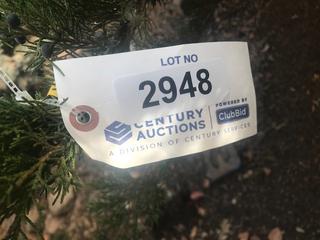 LOT NO
2948
CENTURY
AUCTIONS
POWERED BY
ClubBid
A DIVISION OF CENTURY SERVICES